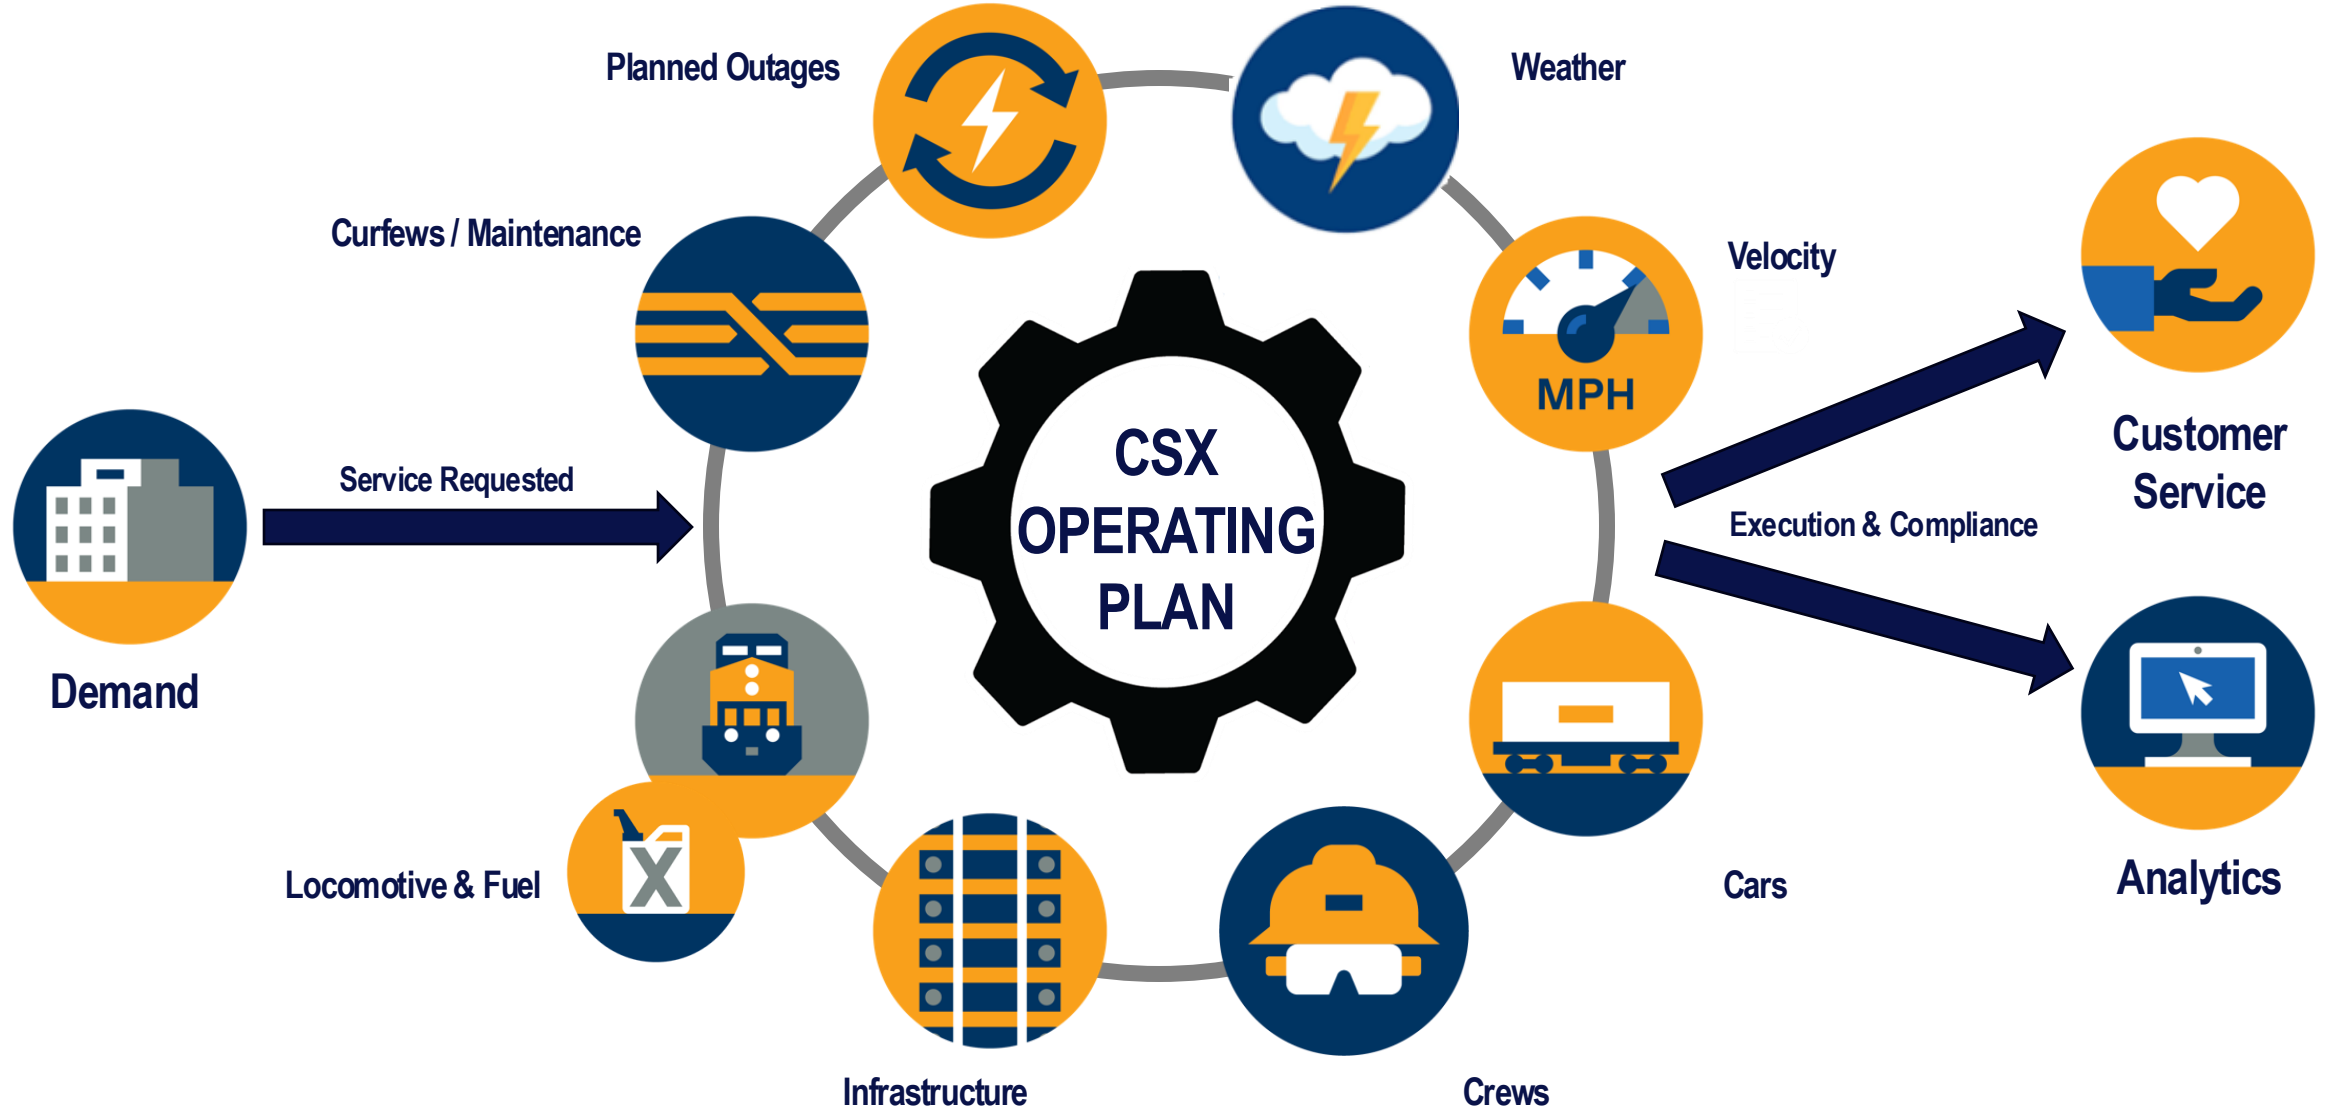 Planned Outages
Weather
Curfews / Maintenance
Velocity
MPH
Service Requested
CSX
OPERATING
PLAN
Customer
Service
Execution & Compliance
Demand
X
Locomotive & Fuel
Cars
Analytics
Infrastructure
Crews